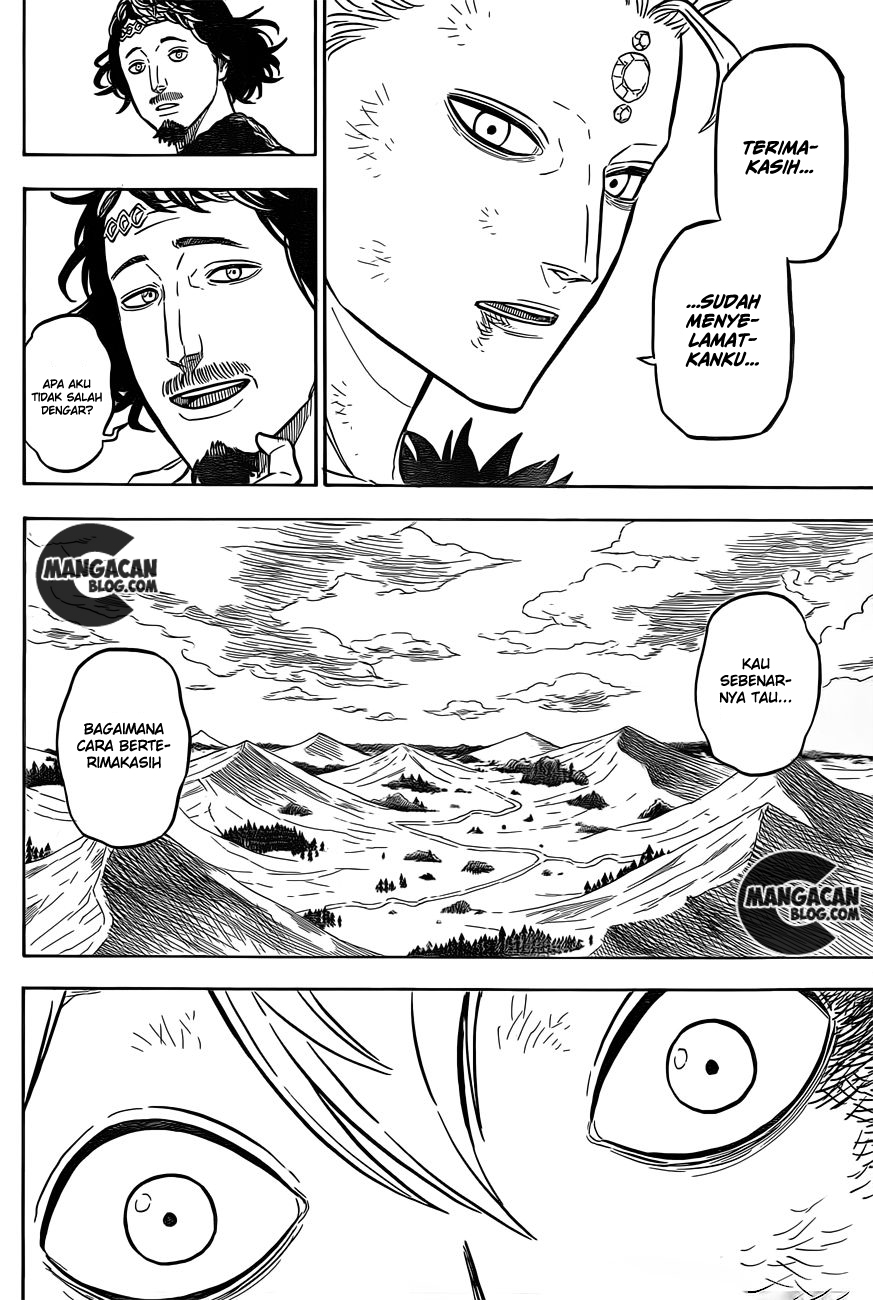 TERIMA-
KASIH...
...SUDAH
MENYE-
LAMAT-
KANKU...
APA AKU
TIDAK SALAH
DENGAR?
MANGACAN
BLOG.COM
KAU
SEBENAR-
NYA TAU...
BAGAIMANA
CARA BERTE-
RIMAKASIH
MANGACAN
BLOG.COM